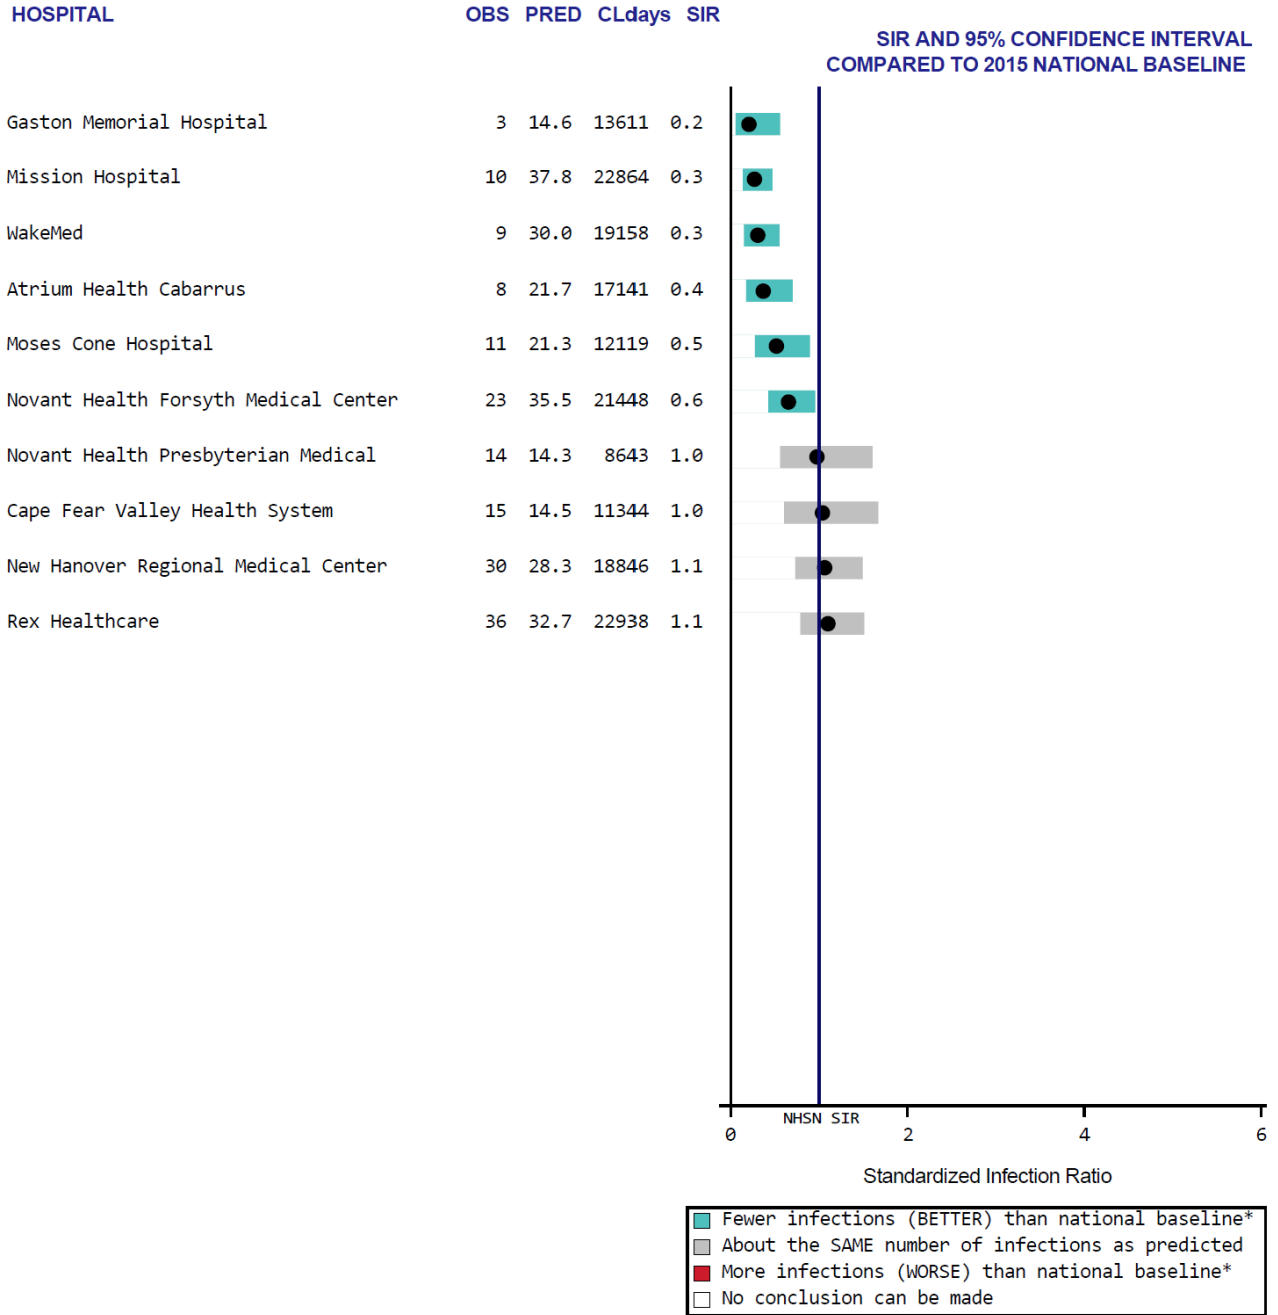 HOSPITAL OBS PRED CLdays SIR
SIR AND 95% CONFIDENCE INTERVAL
COMPARED TO 2015 NATIONAL BASELINE
Gaston Memorial Hospital 3 14.6 13611 0.2
Mission Hospital 10 37.8 22864 0.3
WakeMed 9 30.0 19158 0.3
Atrium Health Cabarrus 8 21.7 17141 0.4
Moses Cone Hospital 11 21.3 12119 0.5
Novant Health Forsyth Medical Center 23 35.5 21448 0.6
Novant Health Presbyterian Medical 14 14.3 8643 1.0
Cape Fear Valley Health System 15 14.5 11344 1.0
New Hanover Regional Medical Center 30 28.3 18846 1.1
Rex Healthcare 36 32.7 22938 1.1
NHSN SIR
0 2 4 6
Standardized Infection Ratio
Fewer infections (BETTER) than national baseline*
About the SAME number of infections as predicted
More infections (WORSE) than national baseline*
No conclusion can be made